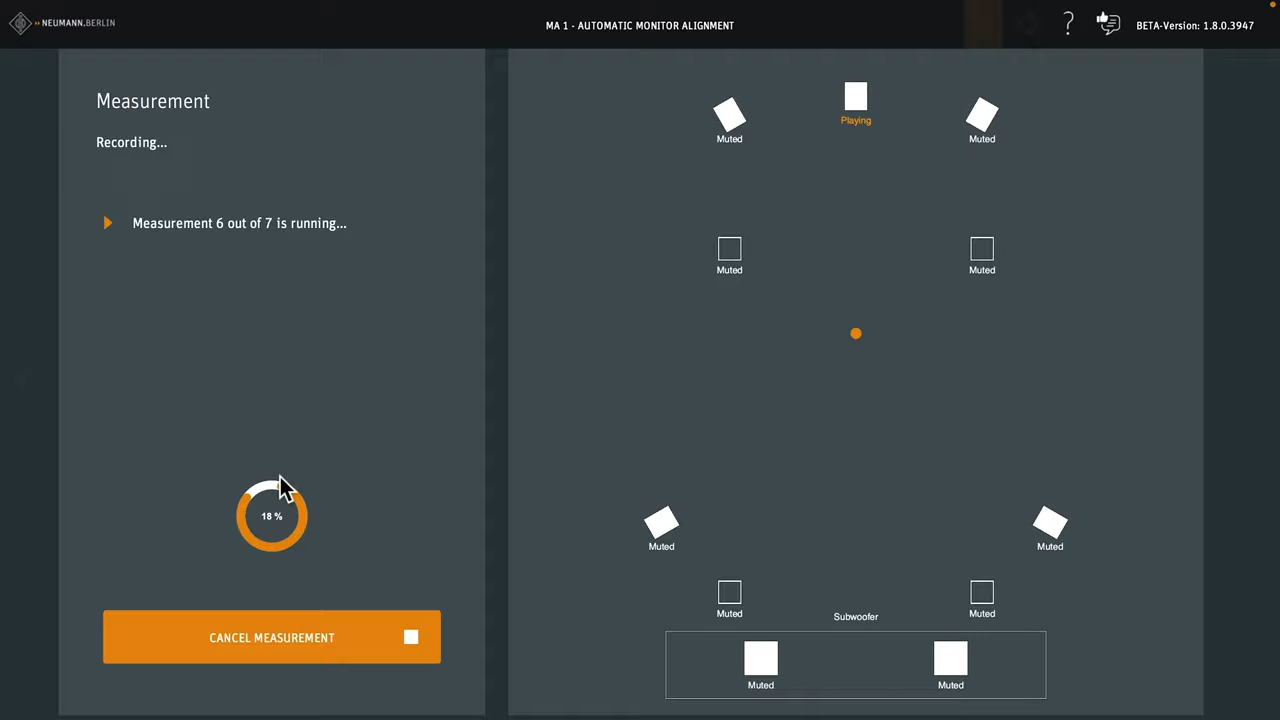 NEUMANN.BERLIN
MA 1 - AUTOMATIC MONITOR ALIGNMENT
?
BETA-Version: 1.8.0.3947
Measurement
Recording...
Measurement 6 out of 7 is running...
18 %
CANCEL MEASUREMENT
Playing
Muted
Muted
Muted
Muted
Muted
Muted
Muted
Muted
Subwoofer
Muted
Muted